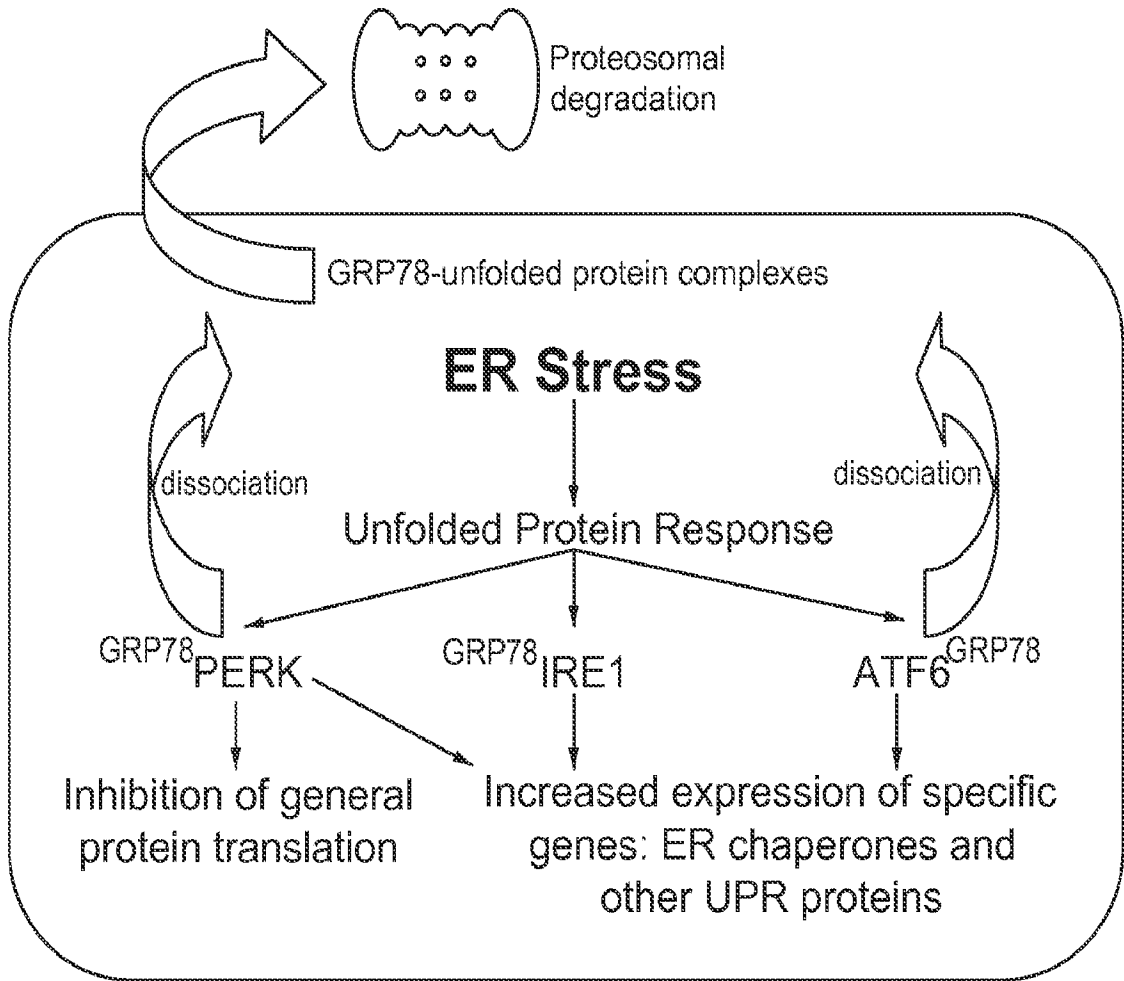 Proteosomal
degradation
GRP78-unfolded protein complexes
ER Stress
dissociation
dissociation
Unfolded Protein Response
GRP78PERK
GRP78IRE1
ATF6GRP78
Inhibition of general
protein translation
Increased expression of specific
genes: ER chaperones and
other UPR proteins